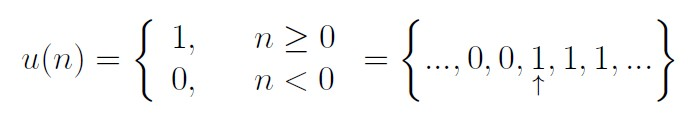 u(n) = { 1, n ≥ 0
0, n < 0 = { ..., 0, 0, 1, 1, 1, ... }
↑